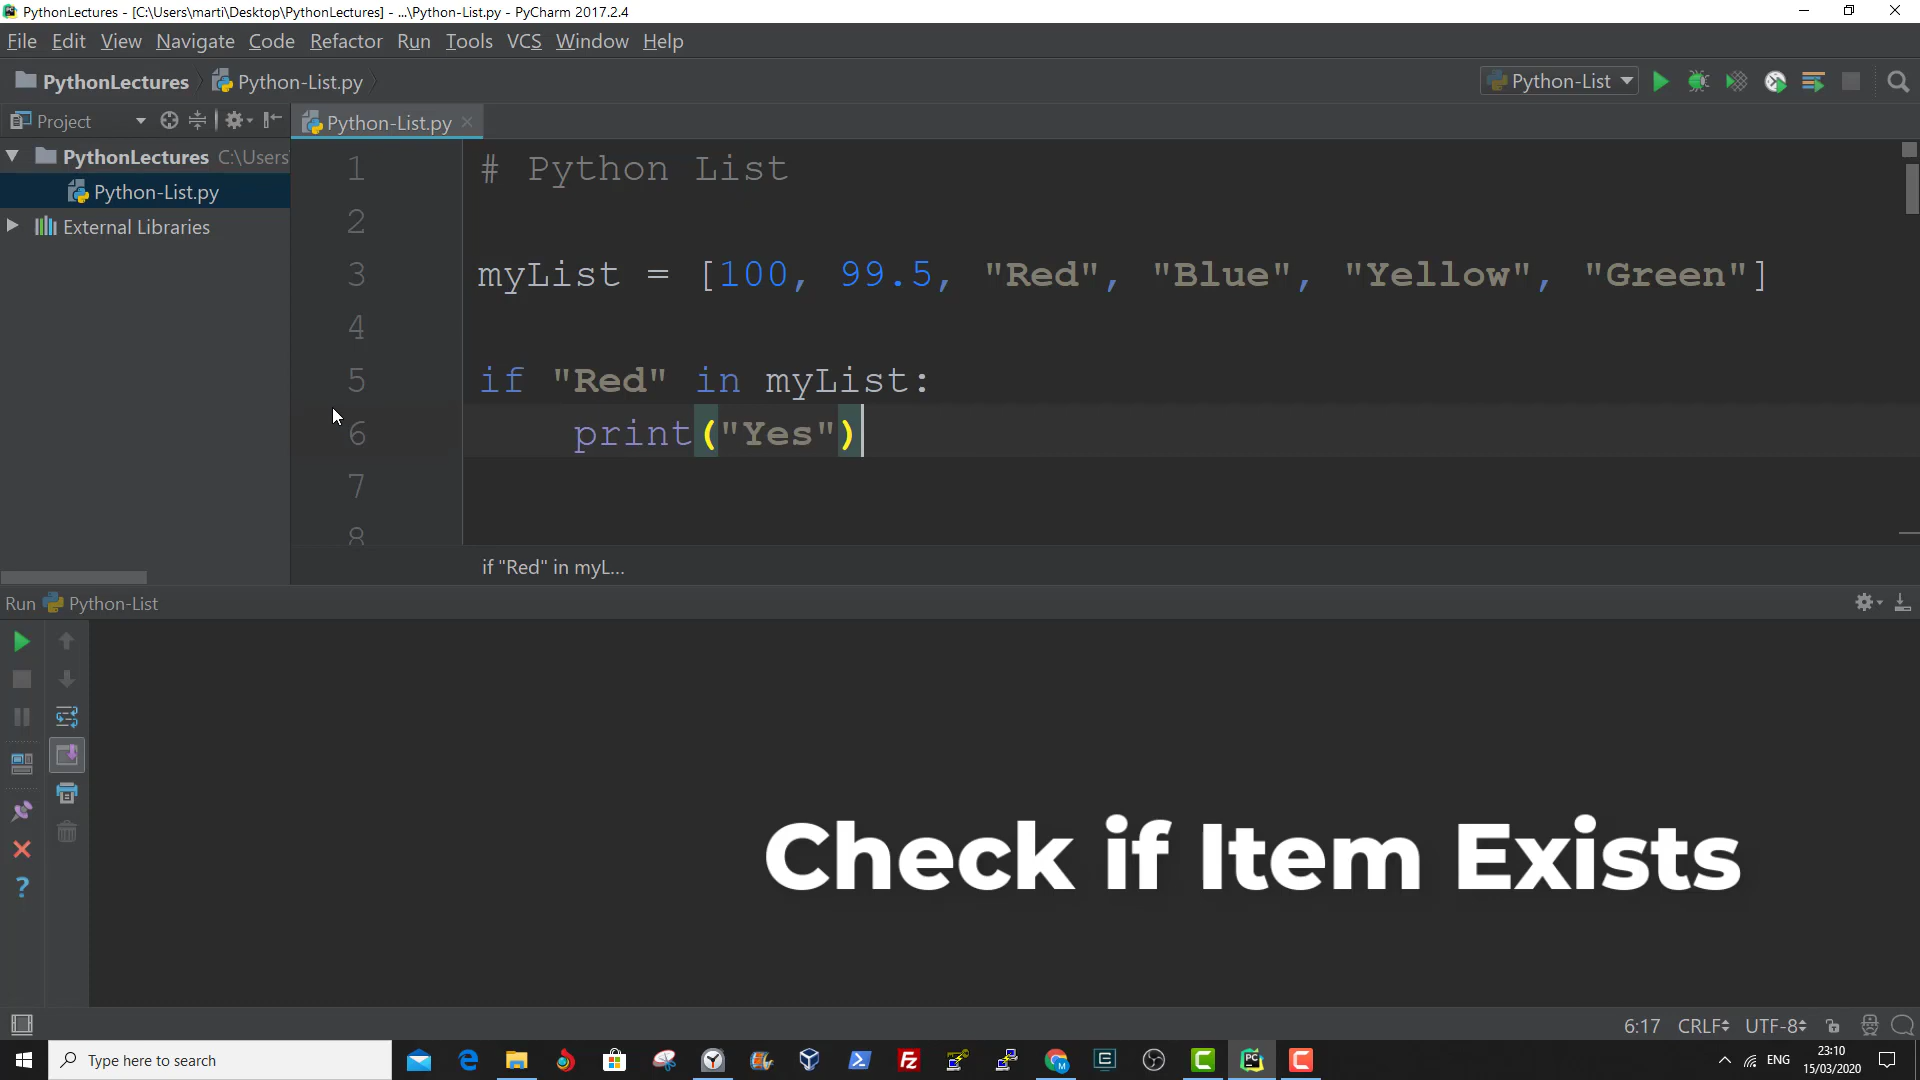 PythonLectures - [C:\Users\marti\Desktop\PythonLectures] - ...\Python-List.py - PyCharm 2017.2.4
File Edit View Navigate Code Refactor Run Tools VCS Window Help
PythonLectures Python-List.py
Python-List
Project
Python-List.py
PythonLectures C:\Users
Python-List.py
External Libraries
1 # Python List
2
3 myList = [100, 99.5, "Red", "Blue", "Yellow", "Green"]
4
5 if "Red" in myList:
6 print("Yes")
7
8
if "Red" in myL...
Run Python-List
Check if Item Exists
?
6:17 CRLF UTF-8
Type here to search
PC
ENG
23:10
15/03/2020